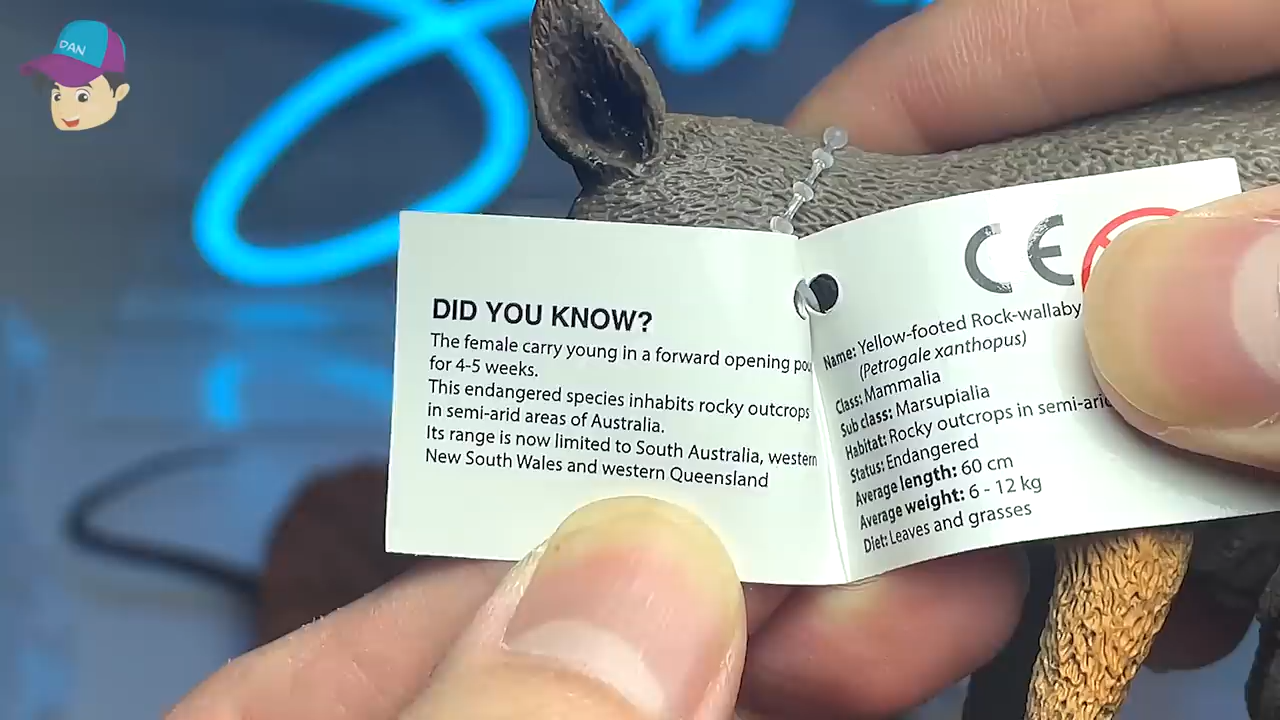 DAN
DID YOU KNOW?
The female carry young in a forward opening
for 4-5 weeks.
This endangered species inhabits rocky outcrops
in semi-arid areas of Australia.
Its range is now limited to South Australia, western
New South Wales and western Queensland
CE
Name: Yellow-footed Rock-wallaby
(Petrogale xanthopus)
Class: Mammalia
Sub class: Marsupialia
Habitat: Rocky outcrops in
Status: Endangered
Average length: 60 cm
Average weight: 6 - 12 kg
Diet: Leaves and grasses